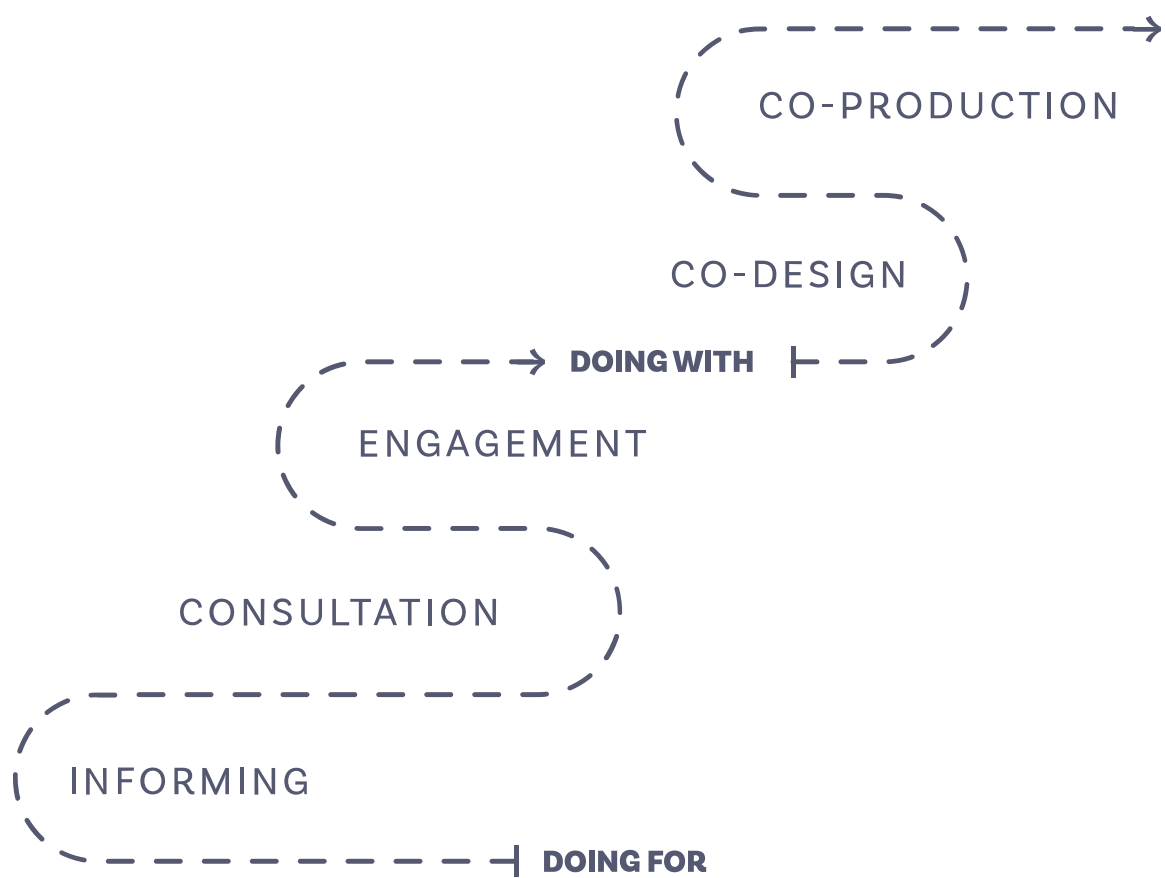 CO-PRODUCTION
CO-DESIGN
DOING WITH
ENGAGEMENT
CONSULTATION
INFORMING
DOING FOR